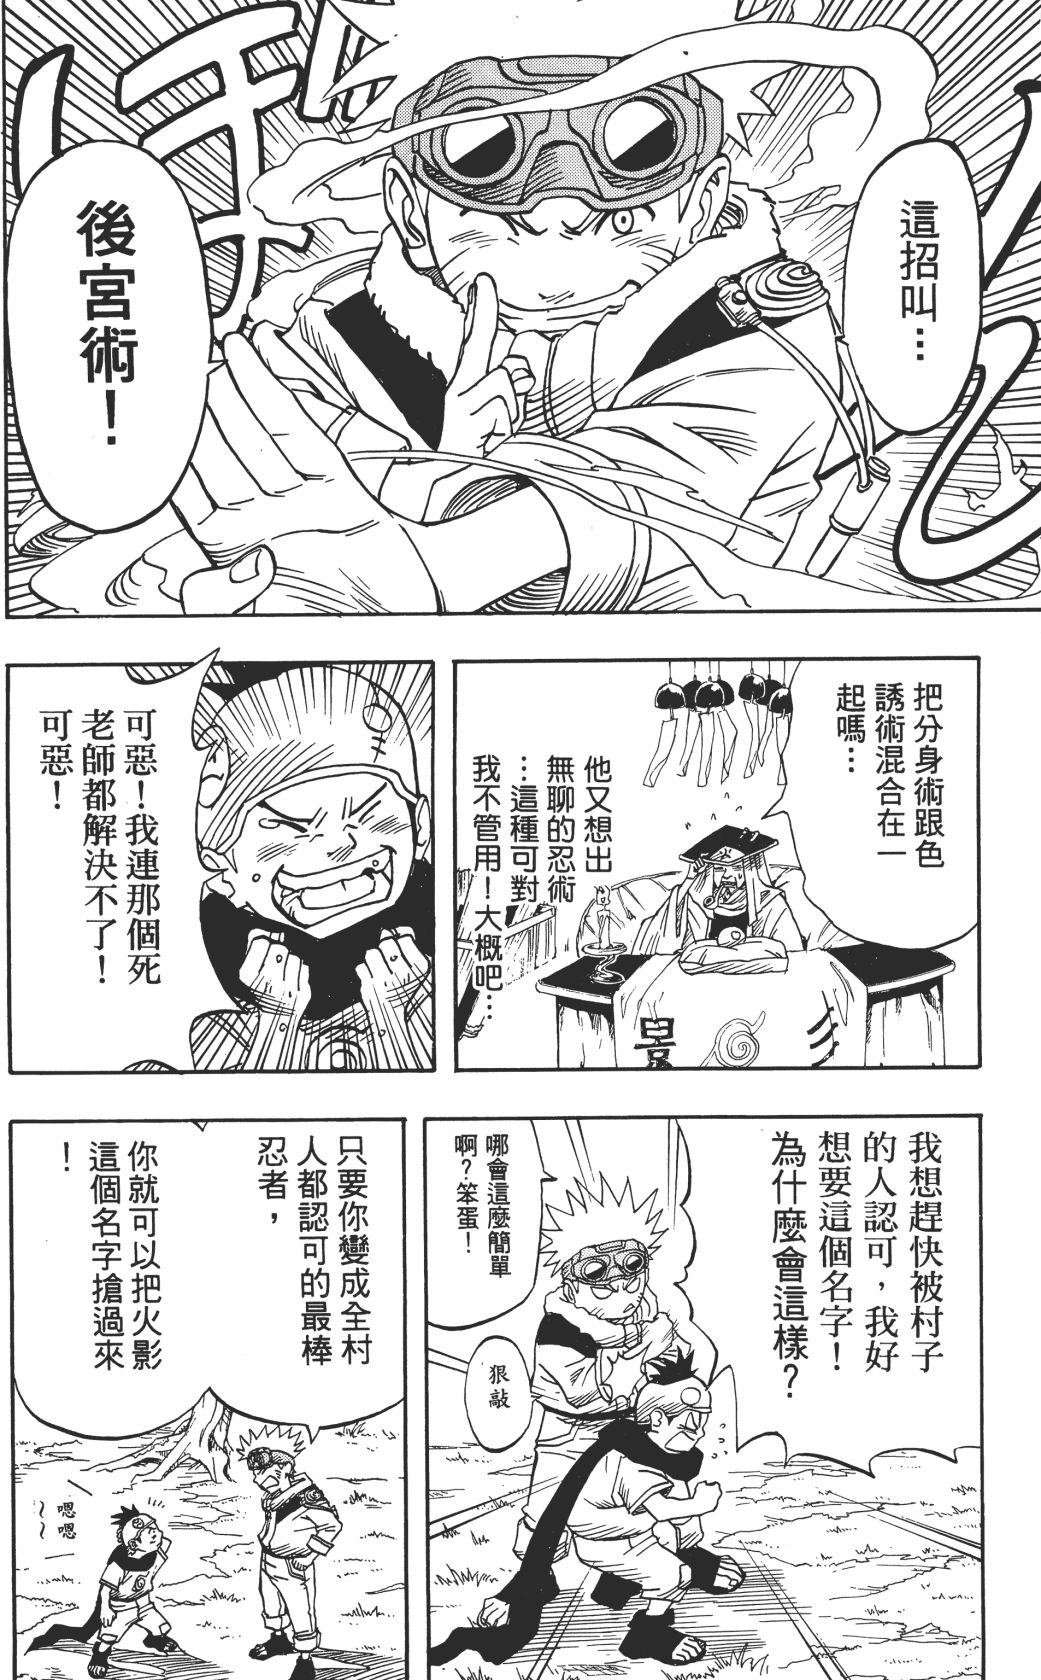 這招叫…
後宮術！
ぼ
把分身術跟色
誘術混合在一
起嗎…
他又想出
無聊的忍術
…這種可對
我不管用！大概吧…
影
可惡！我連那個死
老師都解決不了！
可惡！
我想趕快被村子
的人認可，我好
想要這個名字！
為什麼會這樣？
哪會這麼簡單
啊？笨蛋！
狠敲
只要你變成全村
人都認可的最棒
忍者，
你就可以把火影
這個名字搶過來
！
嗯嗯
～～